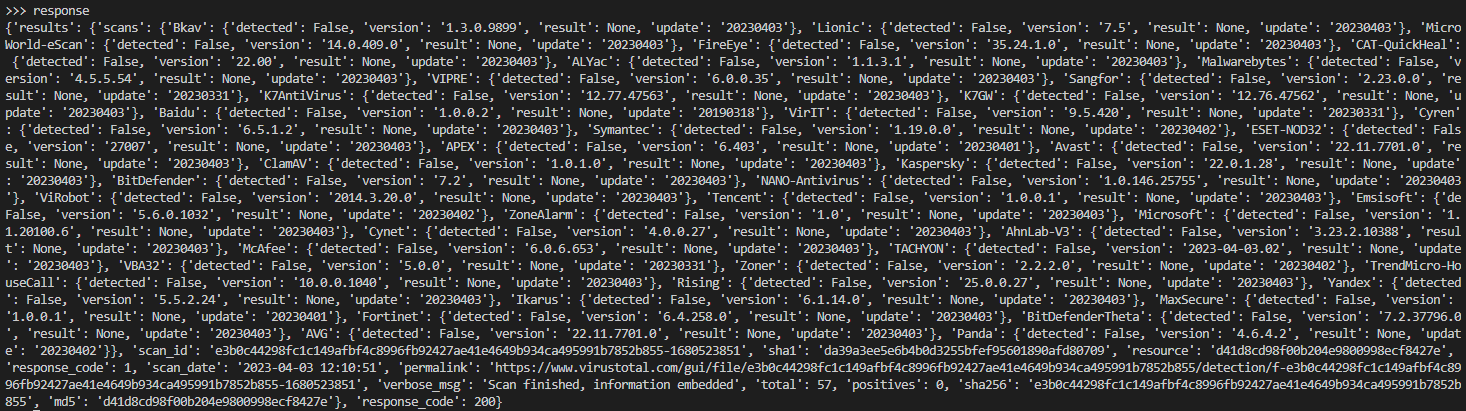 >>> response
{'results': {'scans': {'Bkav': {'detected': False, 'version': '1.3.0.9899', 'result': None, 'update': '20230403'}, 'Lionic': {'detected': False, 'version': '7.5', 'result': None, 'update': '20230403'}, 'Micro
World-eScan': {'detected': False, 'version': '14.0.409.0', 'result': None, 'update': '20230403'}, 'FireEye': {'detected': False, 'version': '35.24.1.0', 'result': None, 'update': '20230403'}, 'CAT-QuickHeal':
{'detected': False, 'version': '22.00', 'result': None, 'update': '20230403'}, 'ALYac': {'detected': False, 'version': '1.1.3.1', 'result': None, 'update': '20230403'}, 'Malwarebytes': {'detected': False, 'v
ersion': '4.5.5.54', 'result': None, 'update': '20230403'}, 'VIPRE': {'detected': False, 'version': '6.0.0.35', 'result': None, 'update': '20230403'}, 'Sangfor': {'detected': False, 'version': '2.23.0.0', 're
sult': None, 'update': '20230331'}, 'K7AntiVirus': {'detected': False, 'version': '12.77.47563', 'result': None, 'update': '20230403'}, 'K7GW': {'detected': False, 'version': '12.76.47562', 'result': None, 'u
pdate': '20230403'}, 'Baidu': {'detected': False, 'version': '1.0.0.2', 'result': None, 'update': '20190318'}, 'VirIT': {'detected': False, 'version': '9.5.420', 'result': None, 'update': '20230331'}, 'Cyren'
: {'detected': False, 'version': '6.5.1.2', 'result': None, 'update': '20230403'}, 'Symantec': {'detected': False, 'version': '1.19.0.0', 'result': None, 'update': '20230402'}, 'ESET-NOD32': {'detected': Fals
e, 'version': '27007', 'result': None, 'update': '20230403'}, 'APEX': {'detected': False, 'version': '6.403', 'result': None, 'update': '20230401'}, 'Avast': {'detected': False, 'version': '22.11.7701.0', 're
sult': None, 'update': '20230403'}, 'ClamAV': {'detected': False, 'version': '1.0.1.0', 'result': None, 'update': '20230403'}, 'Kaspersky': {'detected': False, 'version': '22.0.1.28', 'result': None, 'update'
: '20230403'}, 'BitDefender': {'detected': False, 'version': '7.2', 'result': None, 'update': '20230403'}, 'NANO-Antivirus': {'detected': False, 'version': '1.0.146.25755', 'result': None, 'update': '20230403
'}, 'ViRobot': {'detected': False, 'version': '2014.3.20.0', 'result': None, 'update': '20230403'}, 'Tencent': {'detected': False, 'version': '1.0.0.1', 'result': None, 'update': '20230403'}, 'Emsisoft': {'detected':
False, 'version': '5.6.0.1032', 'result': None, 'update': '20230402'}, 'ZoneAlarm': {'detected': False, 'version': '1.0', 'result': None, 'update': '20230403'}, 'Microsoft': {'detected': False, 'version': '1.
1.20100.6', 'result': None, 'update': '20230403'}, 'Cynet': {'detected': False, 'version': '4.0.0.27', 'result': None, 'update': '20230403'}, 'AhnLab-V3': {'detected': False, 'version': '3.23.2.10388', 'resul
t': None, 'update': '20230403'}, 'McAfee': {'detected': False, 'version': '6.0.6.653', 'result': None, 'update': '20230403'}, 'TACHYON': {'detected': False, 'version': '2023-04-03.02', 'result': None, 'update'
: '20230403'}, 'VBA32': {'detected': False, 'version': '5.0.0', 'result': None, 'update': '20230331'}, 'Zoner': {'detected': False, 'version': '2.2.2.0', 'result': None, 'update': '20230402'}, 'TrendMicro-Ho
useCall': {'detected': False, 'version': '10.0.0.1040', 'result': None, 'update': '20230403'}, 'Rising': {'detected': False, 'version': '25.0.0.27', 'result': None, 'update': '20230403'}, 'Yandex': {'detected
': False, 'version': '5.5.2.24', 'result': None, 'update': '20230403'}, 'Ikarus': {'detected': False, 'version': '6.1.14.0', 'result': None, 'update': '20230403'}, 'MaxSecure': {'detected': False, 'version':
'1.0.0.1', 'result': None, 'update': '20230401'}, 'Fortinet': {'detected': False, 'version': '6.4.258.0', 'result': None, 'update': '20230403'}, 'BitDefenderTheta': {'detected': False, 'version': '7.2.37796.0
', 'result': None, 'update': '20230403'}, 'AVG': {'detected': False, 'version': '22.11.7701.0', 'result': None, 'update': '20230403'}, 'Panda': {'detected': False, 'version': '4.6.4.2', 'result': None, 'updat
e': '20230402'}}, 'scan_id': 'e3b0c44298fc1c149afbf4c8996fb92427ae41e4649b934ca495991b7852b855-1680523851', 'sha1': 'da39a3ee5e6b4b0d3255bfef95601890afd80709', 'resource': 'd41d8cd98f00b204e9800998ecf8427e',
'response_code': 1, 'scan_date': '2023-04-03 12:10:51', 'permalink': 'https://www.virustotal.com/gui/file/e3b0c44298fc1c149afbf4c8996fb92427ae41e4649b934ca495991b7852b855/detection/f-e3b0c44298fc1c149afbf4c89
96fb92427ae41e4649b934ca495991b7852b855-1680523851', 'verbose_msg': 'Scan finished, information embedded', 'total': 57, 'positives': 0, 'sha256': 'e3b0c44298fc1c149afbf4c8996fb92427ae41e4649b934ca495991b7852b
855', 'md5': 'd41d8cd98f00b204e9800998ecf8427e'}, 'response_code': 200}